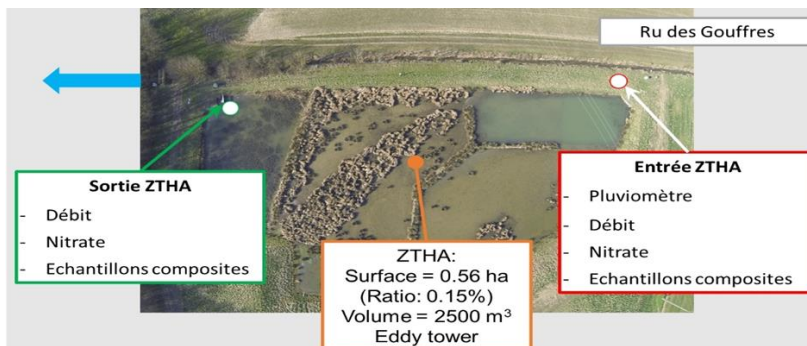 Ru des Gouffres
Sortie ZTHA
- Débit
- Nitrate
- Echantillons composites
ZTHA:
Surface = 0.56 ha
(Ratio: 0.15%)
Volume = 2500 m³
Eddy tower
Entrée ZTHA
- Pluviomètre
- Débit
- Nitrate
- Echantillons composites